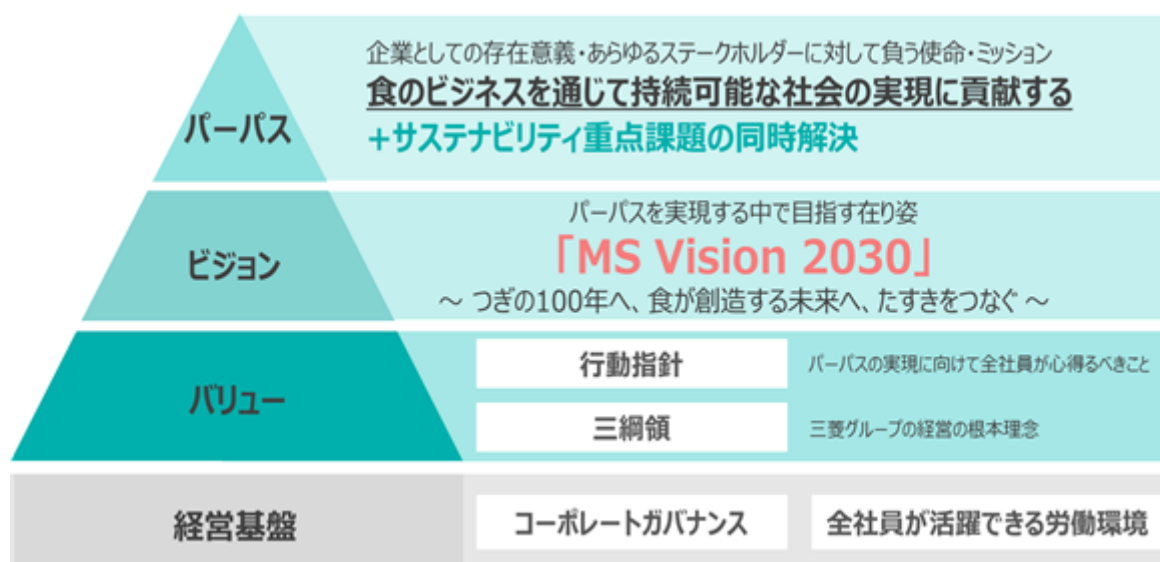 企業としての存在意義・あらゆるステークホルダーに対して負う使命・ミッション
食のビジネスを通じて持続可能な社会の実現に貢献する
パーパス
+サステナビリティ重点課題の同時解決
パーパスを実現する中で目指す在り姿
ビジョン
「MS Vision 2030」
～ つぎの100年へ、食が創造する未来へ、たすきをつなぐ ～
行動指針
パーパスの実現に向けて全社員が心得るべきこと
バリュー
三綱領
三菱グループの経営の根本理念
経営基盤
コーポレートガバナンス
全社員が活躍できる労働環境